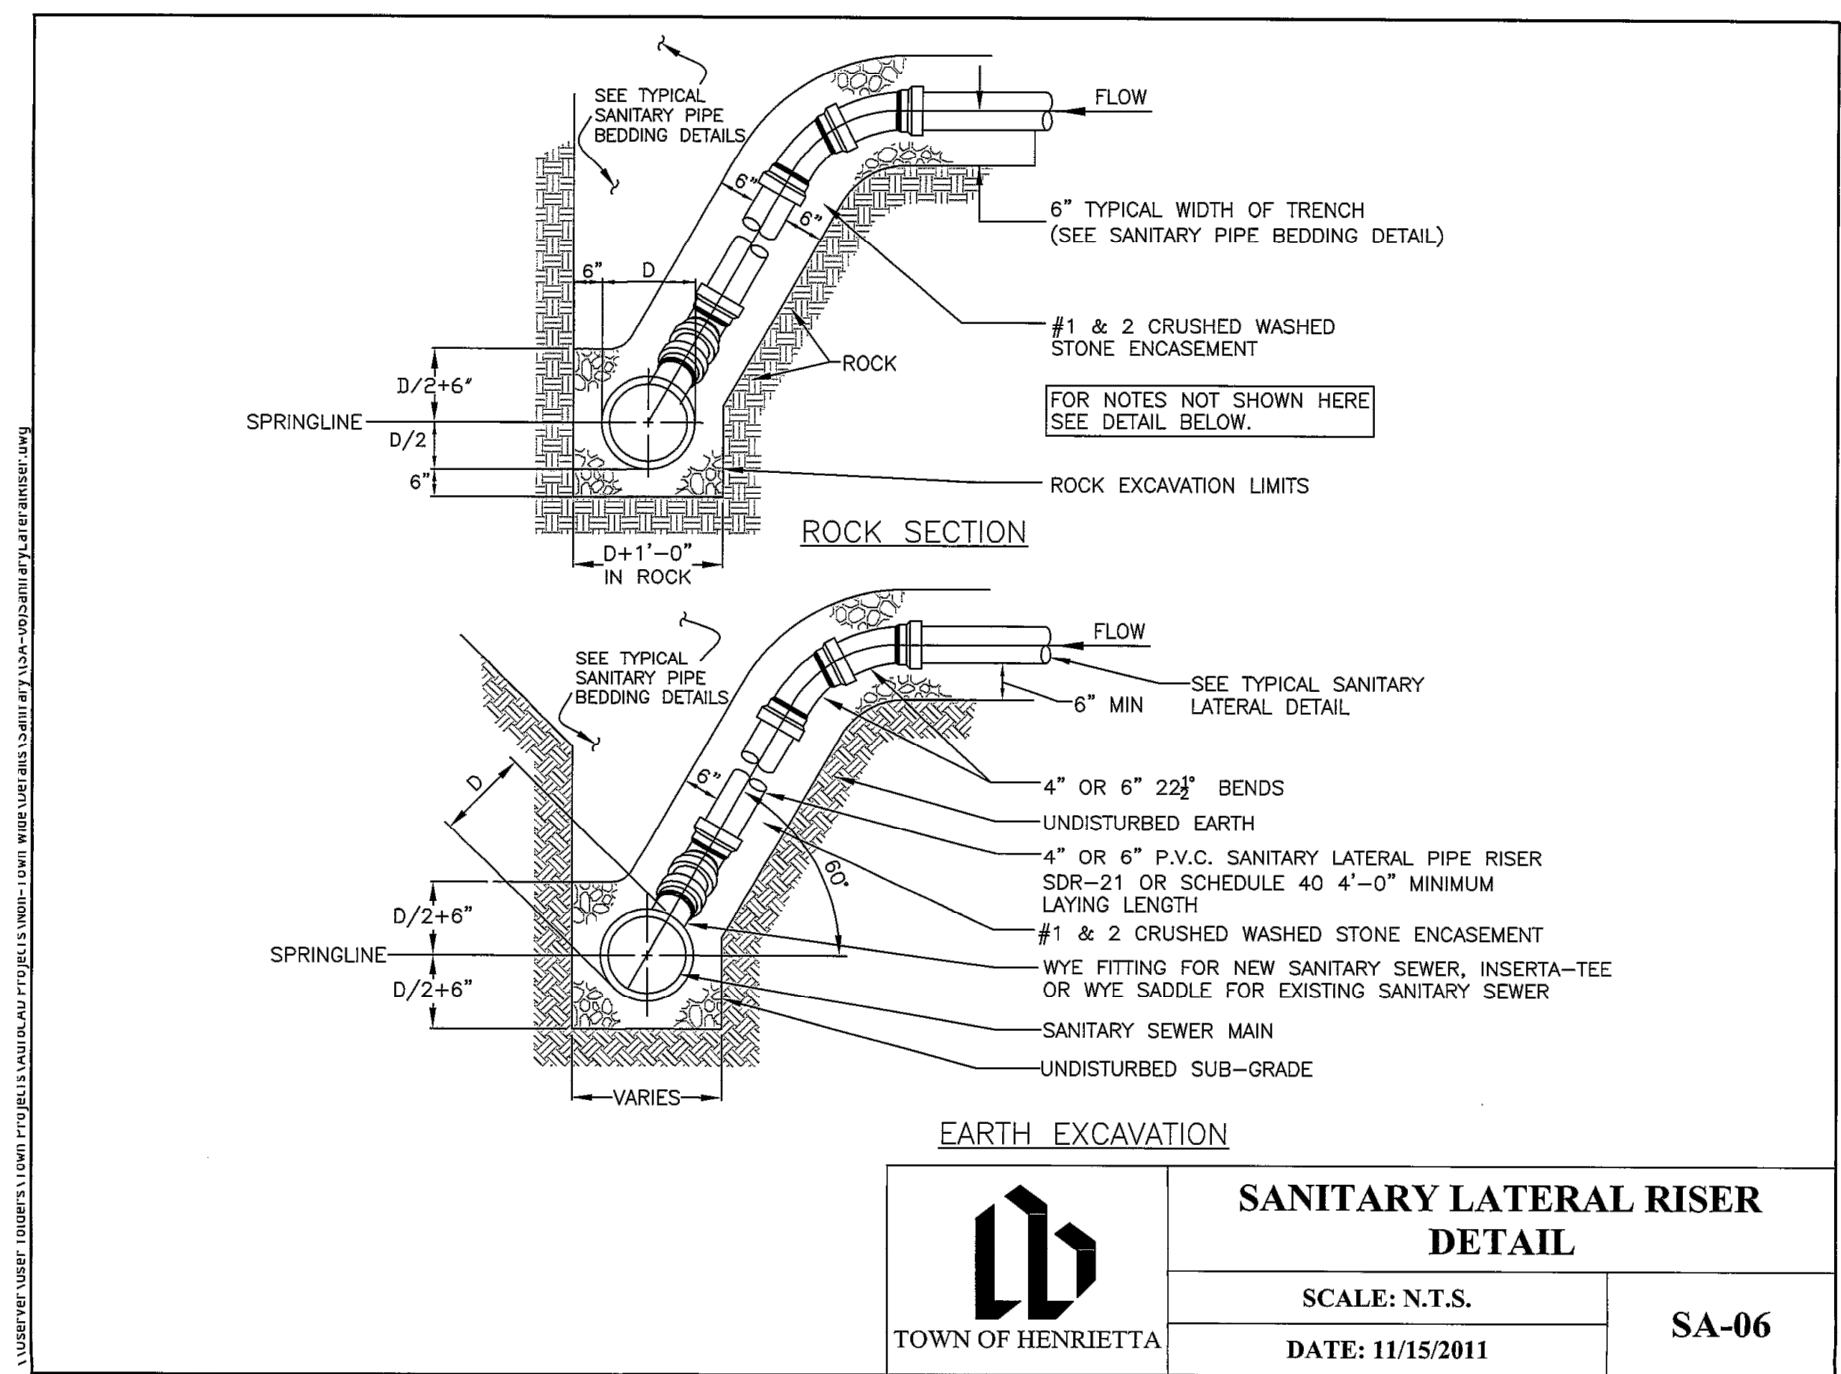 SEE TYPICAL
SANITARY PIPE
BEDDING DETAILS
FLOW
6"
6"
6" TYPICAL WIDTH OF TRENCH
(SEE SANITARY PIPE BEDDING DETAIL)
6"
D
#1 & 2 CRUSHED WASHED
STONE ENCASEMENT
ROCK
D/2+6"
FOR NOTES NOT SHOWN HERE
SEE DETAIL BELOW.
SPRINGLINE
D/2
6"
ROCK EXCAVATION LIMITS
ROCK SECTION
D+1'-0"
IN ROCK
SEE TYPICAL
SANITARY PIPE
BEDDING DETAILS
FLOW
SEE TYPICAL SANITARY
LATERAL DETAIL
6" MIN
D
6"
4" OR 6" 22½° BENDS
UNDISTURBED EARTH
4" OR 6" P.V.C. SANITARY LATERAL PIPE RISER
SDR-21 OR SCHEDULE 40 4'-0" MINIMUM
LAYING LENGTH
60°
D/2+6"
#1 & 2 CRUSHED WASHED STONE ENCASEMENT
SPRINGLINE
WYE FITTING FOR NEW SANITARY SEWER, INSERTA-TEE
OR WYE SADDLE FOR EXISTING SANITARY SEWER
D/2+6"
SANITARY SEWER MAIN
UNDISTURBED SUB-GRADE
VARIES
EARTH EXCAVATION
TOWN OF HENRIETTA
SANITARY LATERAL RISER
DETAIL
SCALE: N.T.S.
DATE: 11/15/2011
SA-06